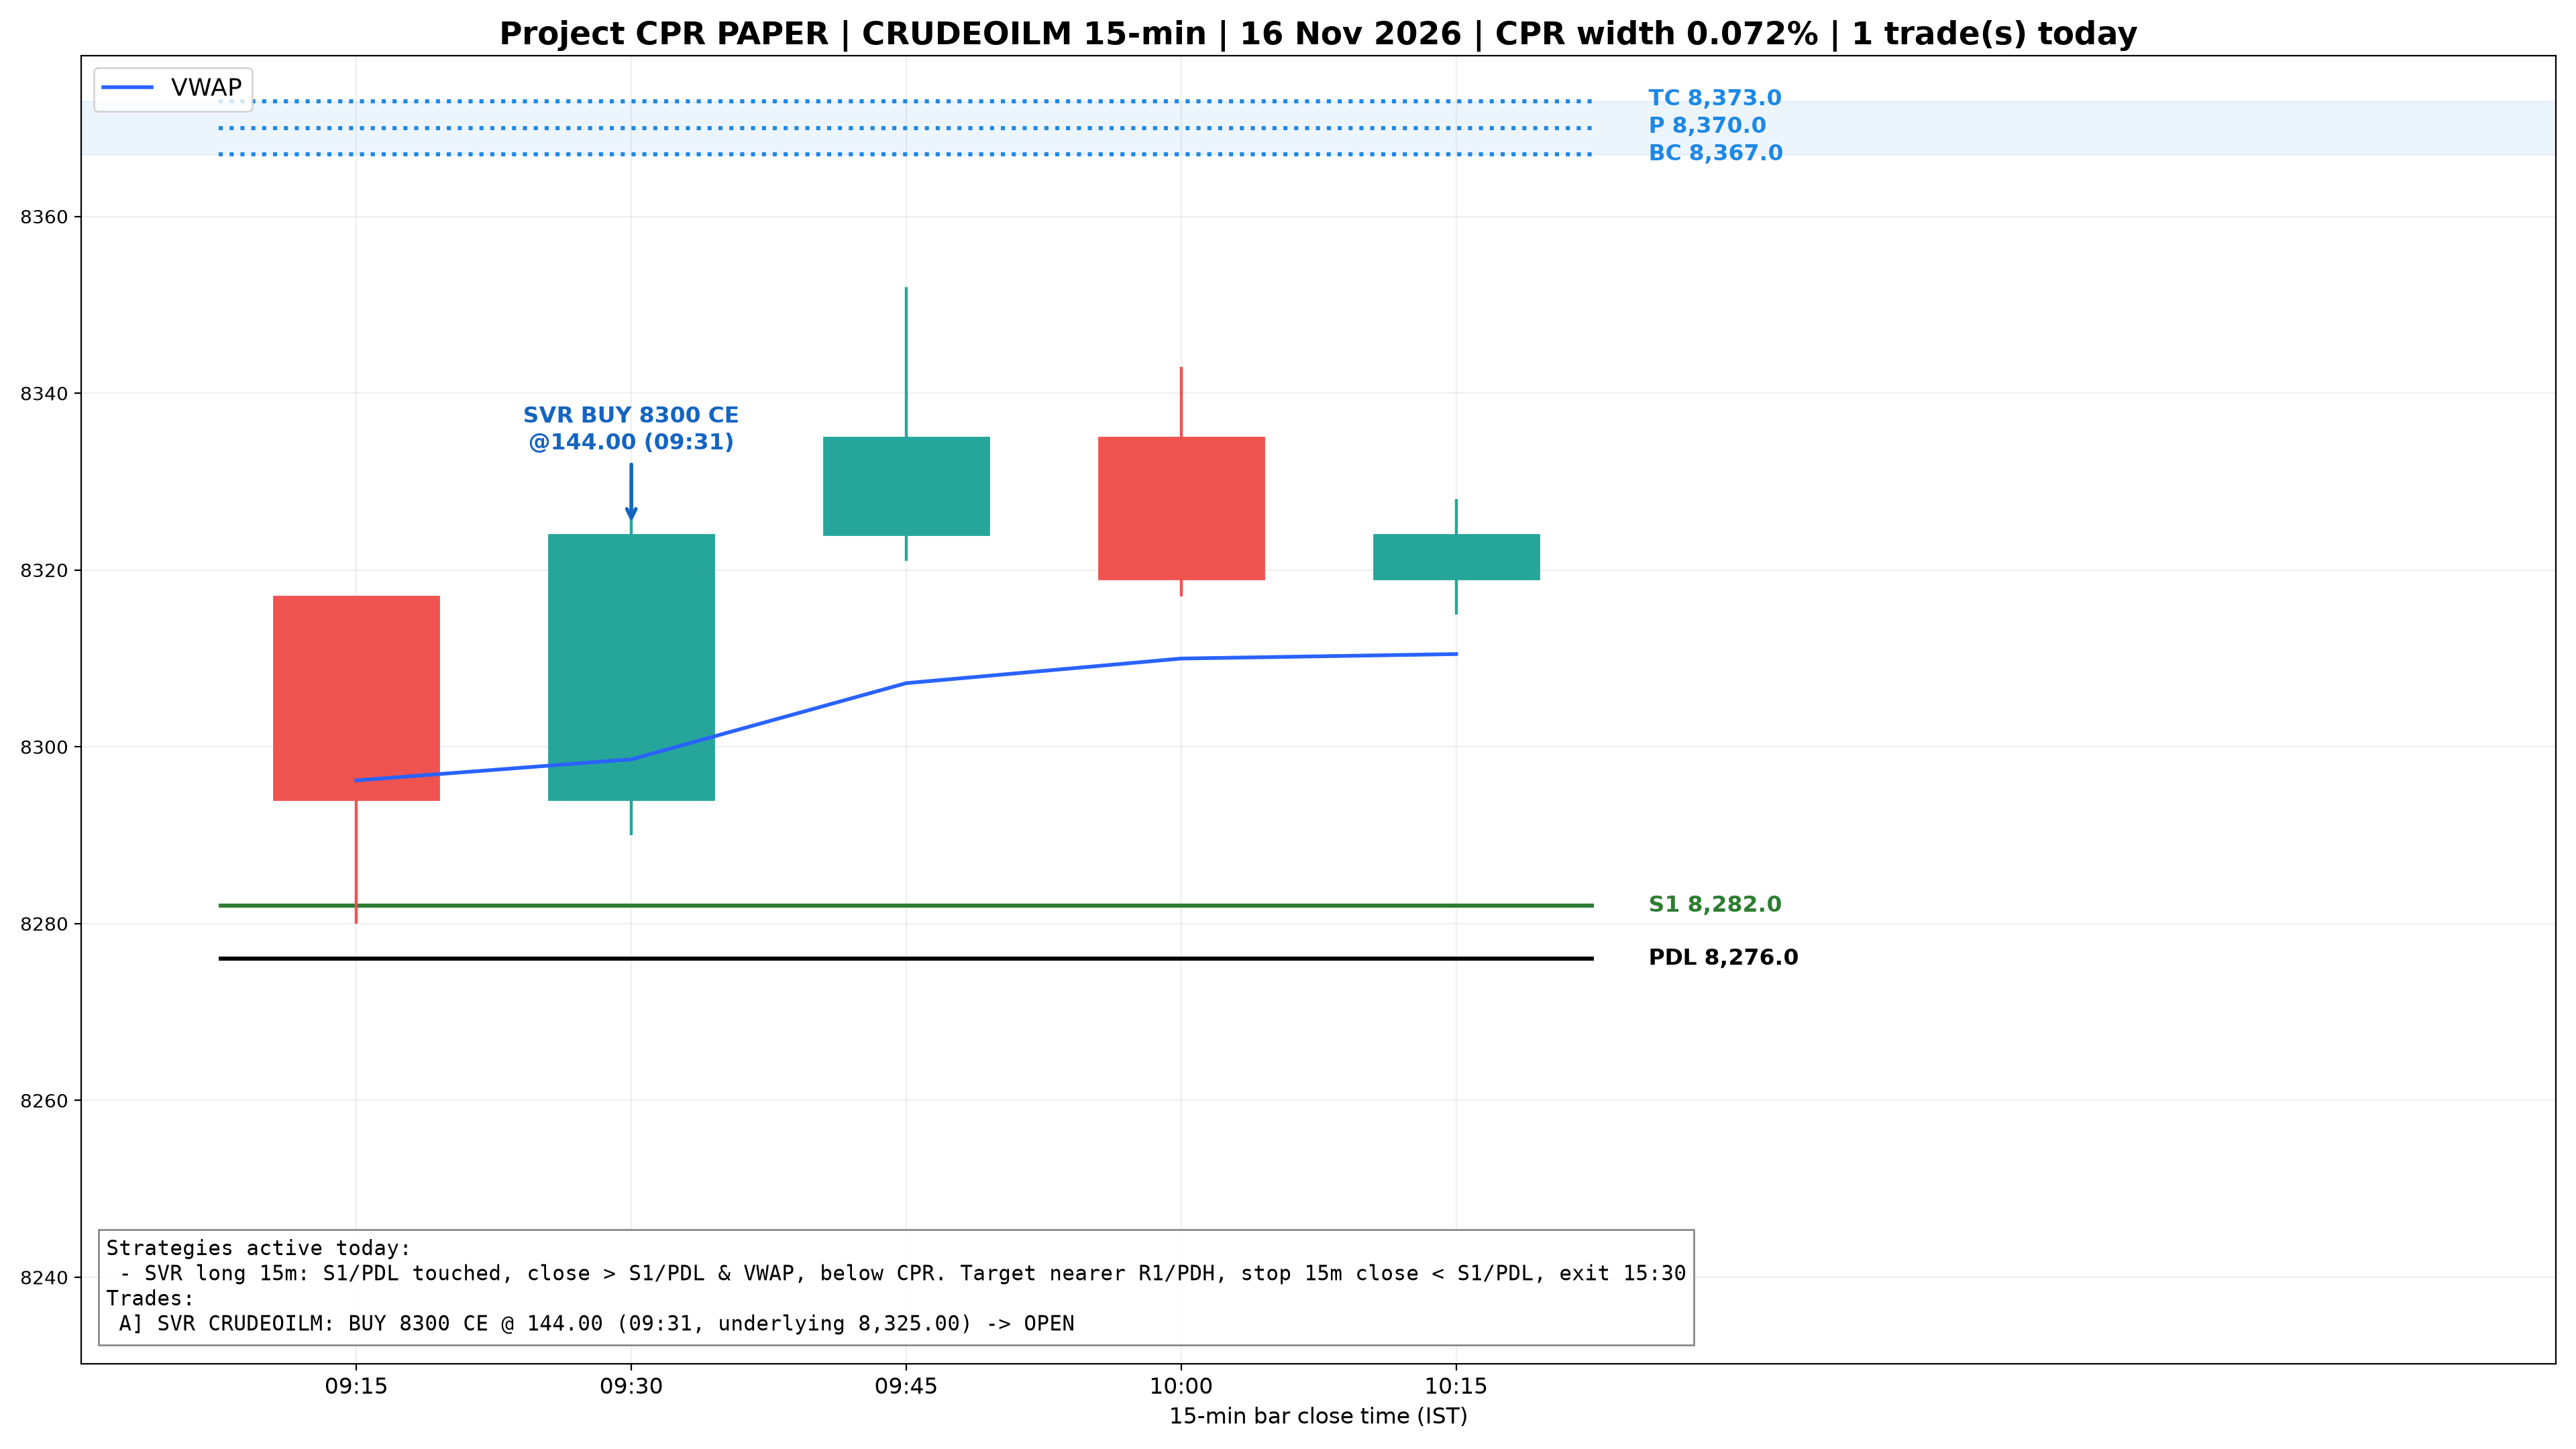 Project CPR PAPER | CRUDEOILM 15-min | 16 Nov 2026 | CPR width 0.072% | 1 trade(s) today
VWAP
TC 8,373.0
P 8,370.0
BC 8,367.0
8360
8340
SVR BUY 8300 CE
@144.00 (09:31)
8320
8300
S1 8,282.0
8280
PDL 8,276.0
8260
8240
Strategies active today:
- SVR long 15m: S1/PDL touched, close > S1/PDL & VWAP, below CPR. Target nearer R1/PDH, stop 15m close < S1/PDL, exit 15:30
Trades:
A] SVR CRUDEOILM: BUY 8300 CE @ 144.00 (09:31, underlying 8,325.00) -> OPEN
09:15 09:30 09:45 10:00 10:15
15-min bar close time (IST)